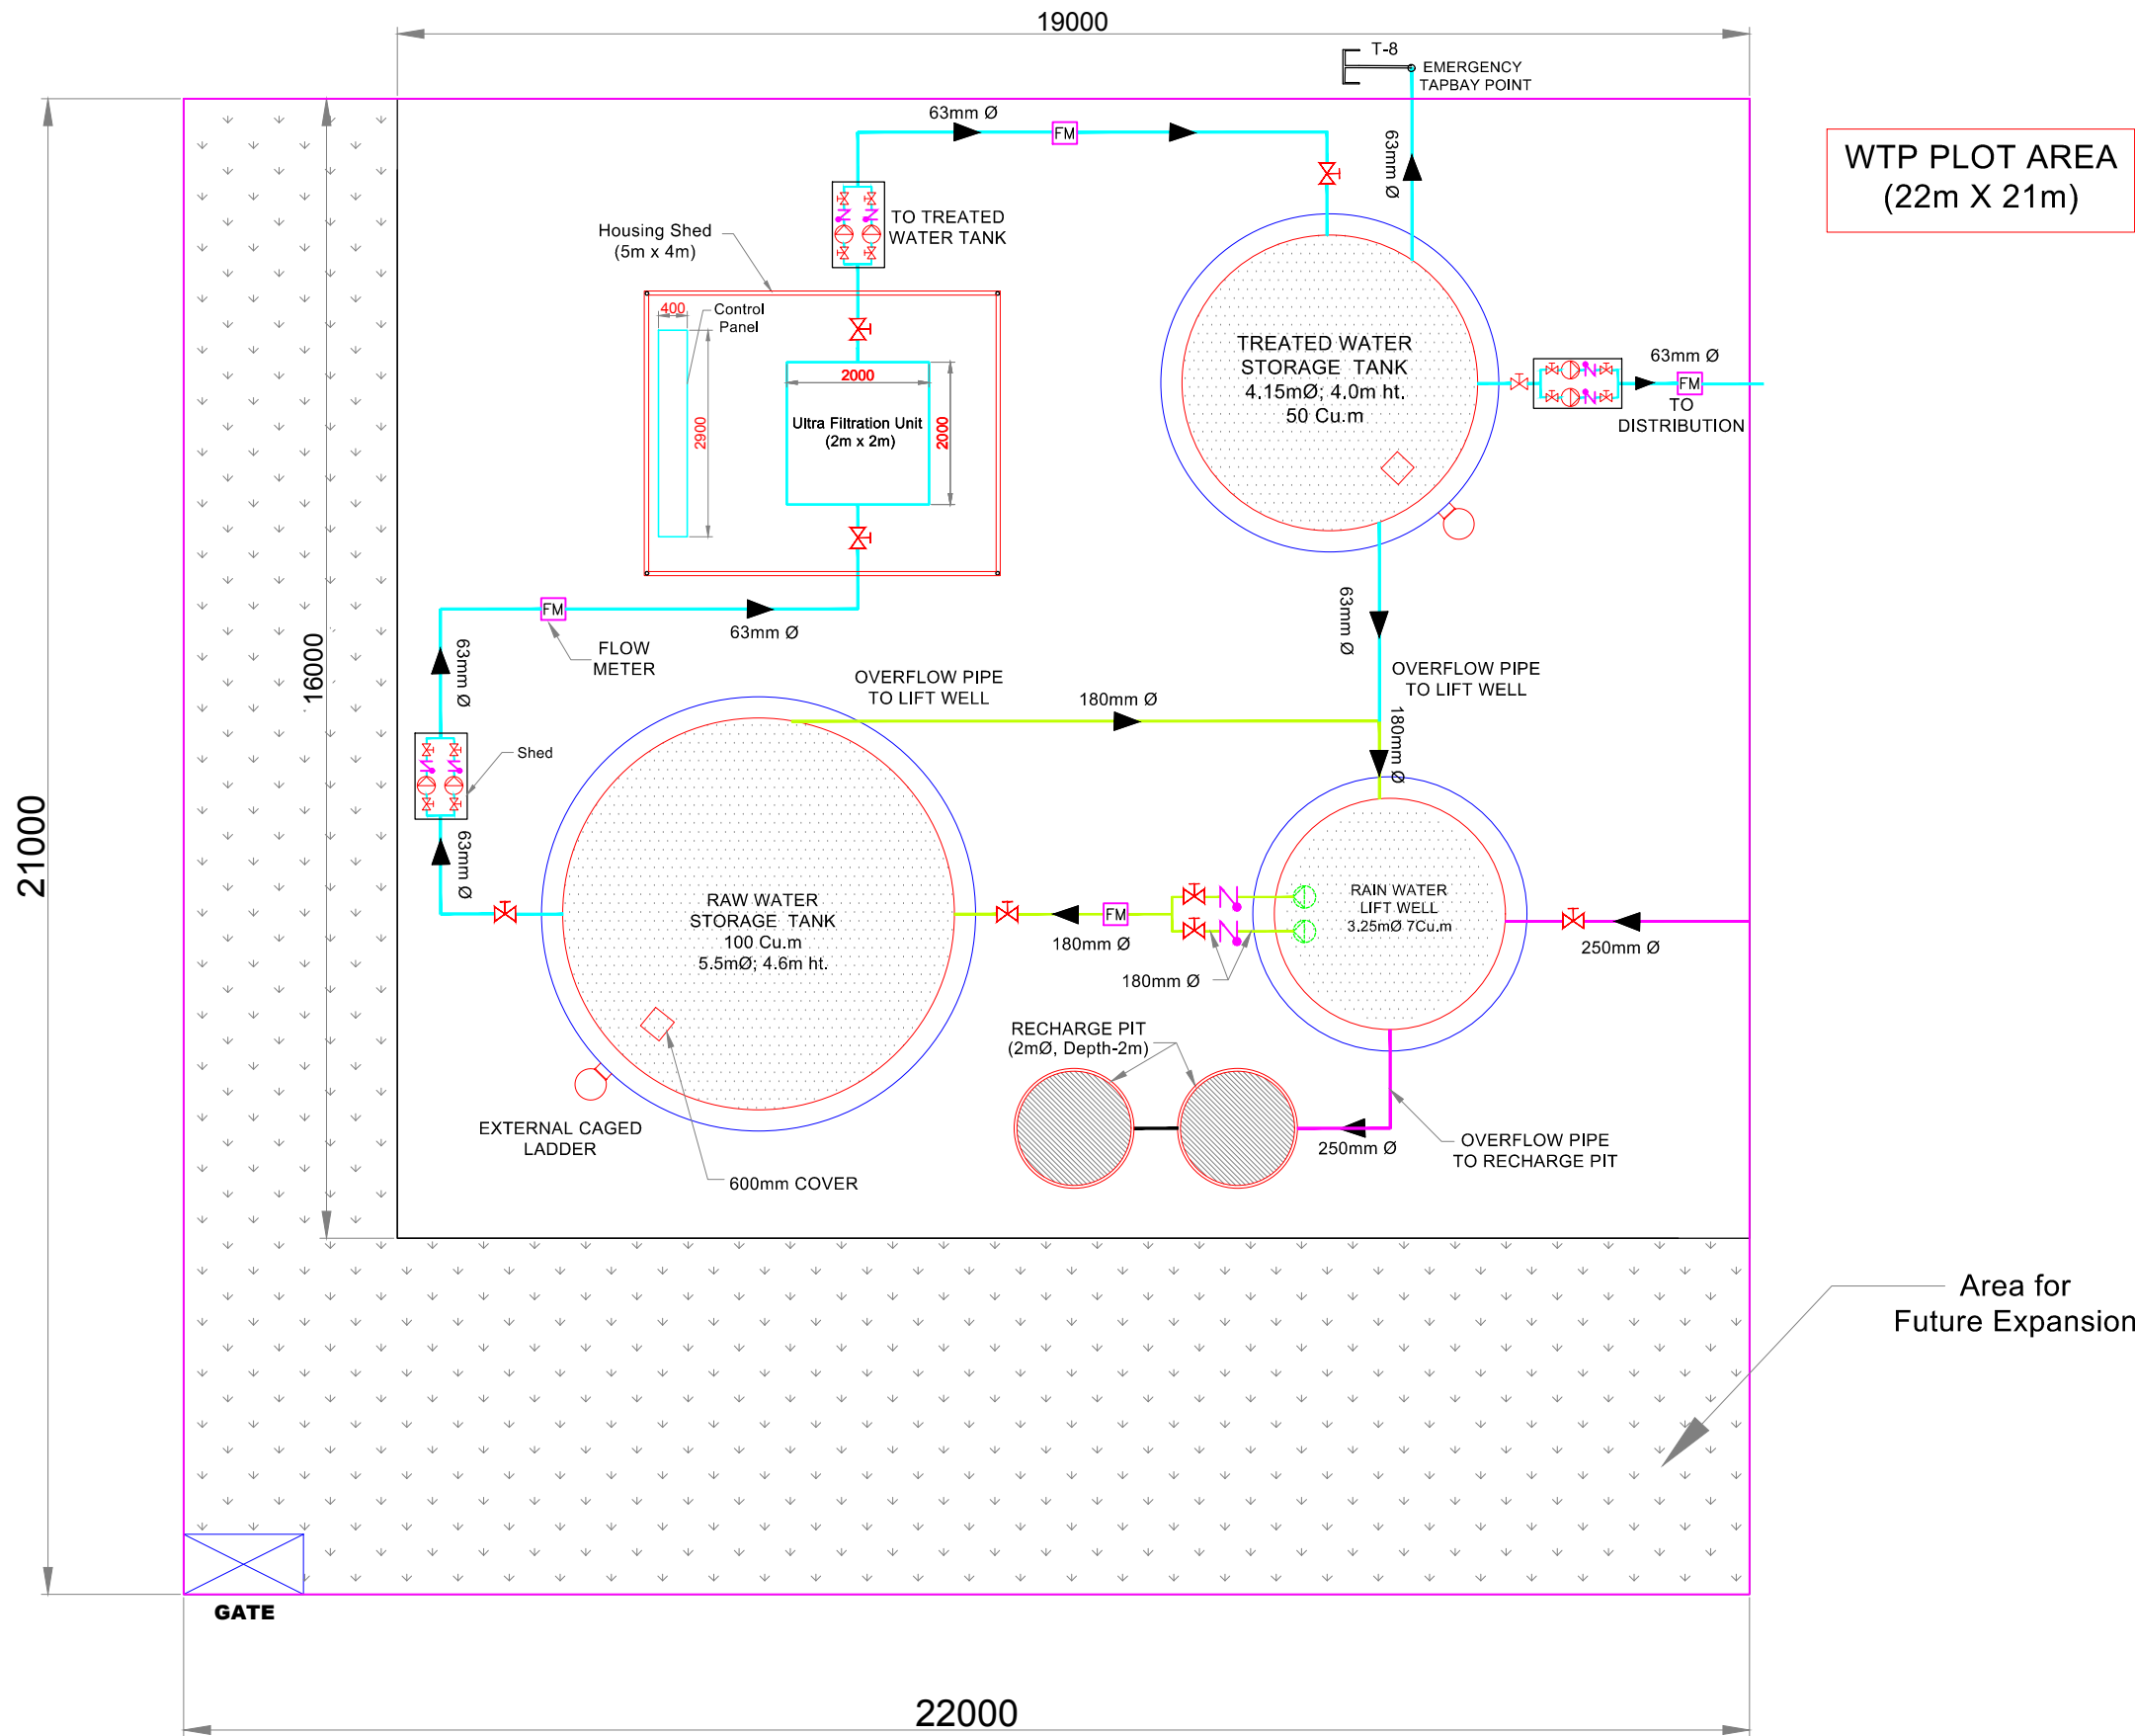 19000
T-8
EMERGENCY
TAPBAY POINT
63mm Ø
FM
63mm Ø
WTP PLOT AREA
(22m X 21m)
TO TREATED
WATER TANK
Housing Shed
(5m x 4m)
400
Control
Panel
2900
2000
2000
Ultra Filtration Unit
(2m x 2m)
TREATED WATER
STORAGE TANK
4.15mØ; 4.0m ht.
50 Cu.m
63mm Ø
FM
TO
DISTRIBUTION
63mm Ø
FM
63mm Ø
FLOW
METER
63mm Ø
16000
OVERFLOW PIPE
TO LIFT WELL
180mm Ø
OVERFLOW PIPE
TO LIFT WELL
180mm Ø
Shed
63mm Ø
21000
RAW WATER
STORAGE TANK
100 Cu.m
5.5mØ; 4.6m ht.
FM
180mm Ø
180mm Ø
RAIN WATER
LIFT WELL
3.25mØ 7Cu.m
250mm Ø
RECHARGE PIT
(2mØ, Depth-2m)
EXTERNAL CAGED
LADDER
600mm COVER
250mm Ø
OVERFLOW PIPE
TO RECHARGE PIT
Area for
Future Expansion
GATE
22000